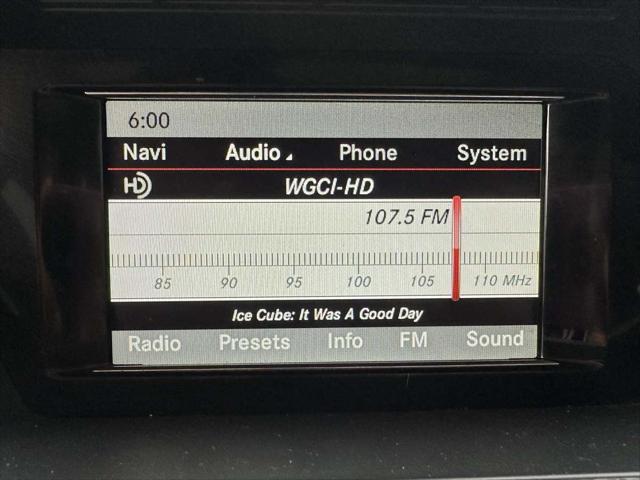 6:00
Navi Audio Phone System
HD WGCI-HD
107.5 FM
85 90 95 100 105 110 MHz
Ice Cube: It Was A Good Day
Radio Presets Info FM Sound